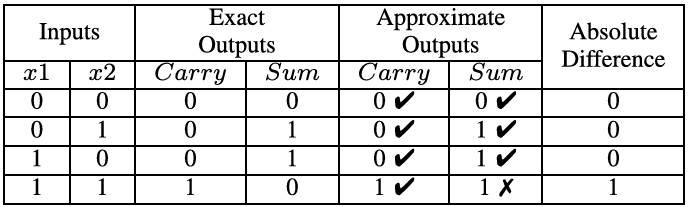 Inputs Exact Outputs Approximate Outputs Absolute Difference
x1 x2 Carry Sum Carry Sum
0 0 0 0 0 ✔ 0 ✔ 0
0 1 0 1 0 ✔ 1 ✔ 0
1 0 0 1 0 ✔ 1 ✔ 0
1 1 1 0 1 ✔ 1 ✗ 1